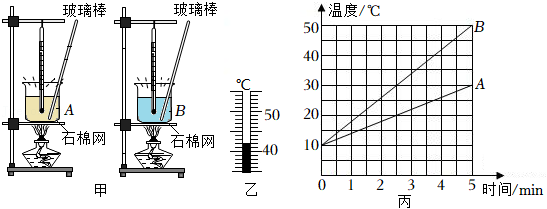 玻璃棒
玻璃棒
A
B
石棉网
石棉网
甲
℃
50
40
乙
温度/℃
50
40
30
20
10
B
A
0 1 2 3 4 5 时间/min
丙